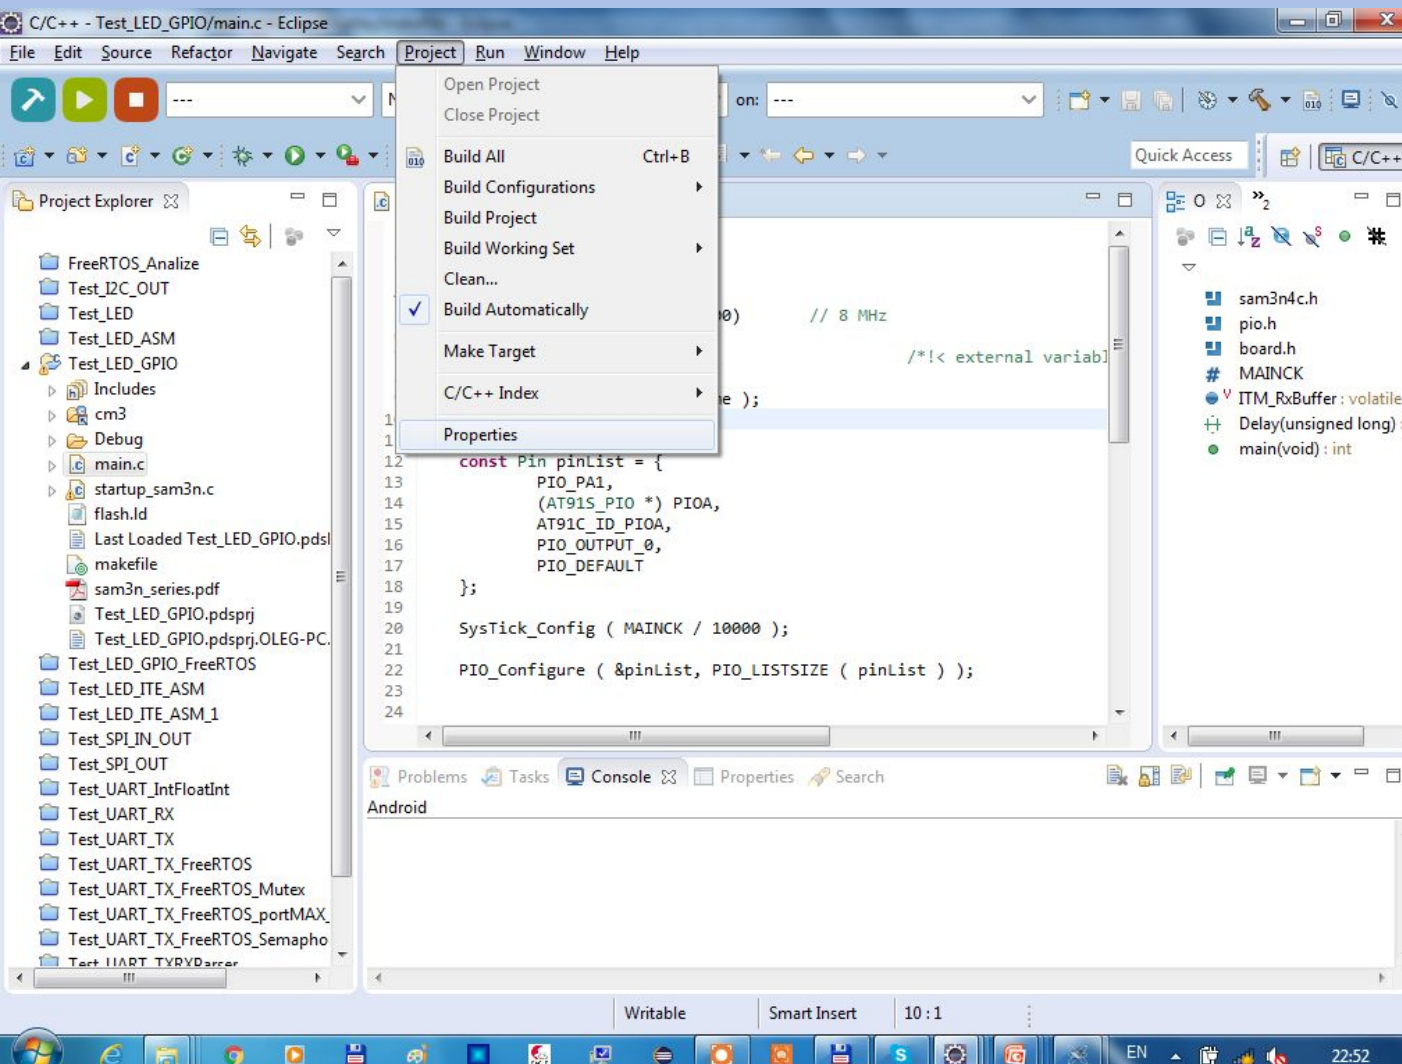 C/C++ - Test_LED_GPIO/main.c - Eclipse
File Edit Source Refactor Navigate Search Project Run Window Help
---
on: ---
Quick Access
C/C++
Open Project
Close Project
Build All Ctrl+B
Build Configurations
Build Project
Build Working Set
Clean...
Build Automatically
Make Target
C/C++ Index
Properties
Project Explorer
FreeRTOS_Analize
Test_I2C_OUT
Test_LED
Test_LED_ASM
Test_LED_GPIO
Includes
cm3
Debug
main.c
startup_sam3n.c
flash.ld
Last Loaded Test_LED_GPIO.pdsl
makefile
sam3n_series.pdf
Test_LED_GPIO.pdsprj
Test_LED_GPIO.pdsprj.OLEG-PC.
Test_LED_GPIO_FreeRTOS
Test_LED_ITE_ASM
Test_LED_ITE_ASM_1
Test_SPI_IN_OUT
Test_SPI_OUT
Test_UART_IntFloatInt
Test_UART_RX
Test_UART_TX
Test_UART_TX_FreeRTOS
Test_UART_TX_FreeRTOS_Mutex
Test_UART_TX_FreeRTOS_portMAX_
Test_UART_TX_FreeRTOS_Semapho
Test_UART_TXRXParser
00) // 8 MHz
/*!< external variabl
me );
12 const Pin pinList = {
13 PIO_PA1,
14 (AT91S_PIO *) PIOA,
15 AT91C_ID_PIOA,
16 PIO_OUTPUT_0,
17 PIO_DEFAULT
18 };
19
20 SysTick_Config ( MAINCK / 10000 );
21
22 PIO_Configure ( &pinList, PIO_LISTSIZE ( pinList ) );
23
24
O
2
sam3n4c.h
pio.h
board.h
MAINCK
ITM_RxBuffer : volatile
Delay(unsigned long) :
main(void) : int
Problems Tasks Console Properties Search
Android
Writable Smart Insert 10 : 1
EN 22:52